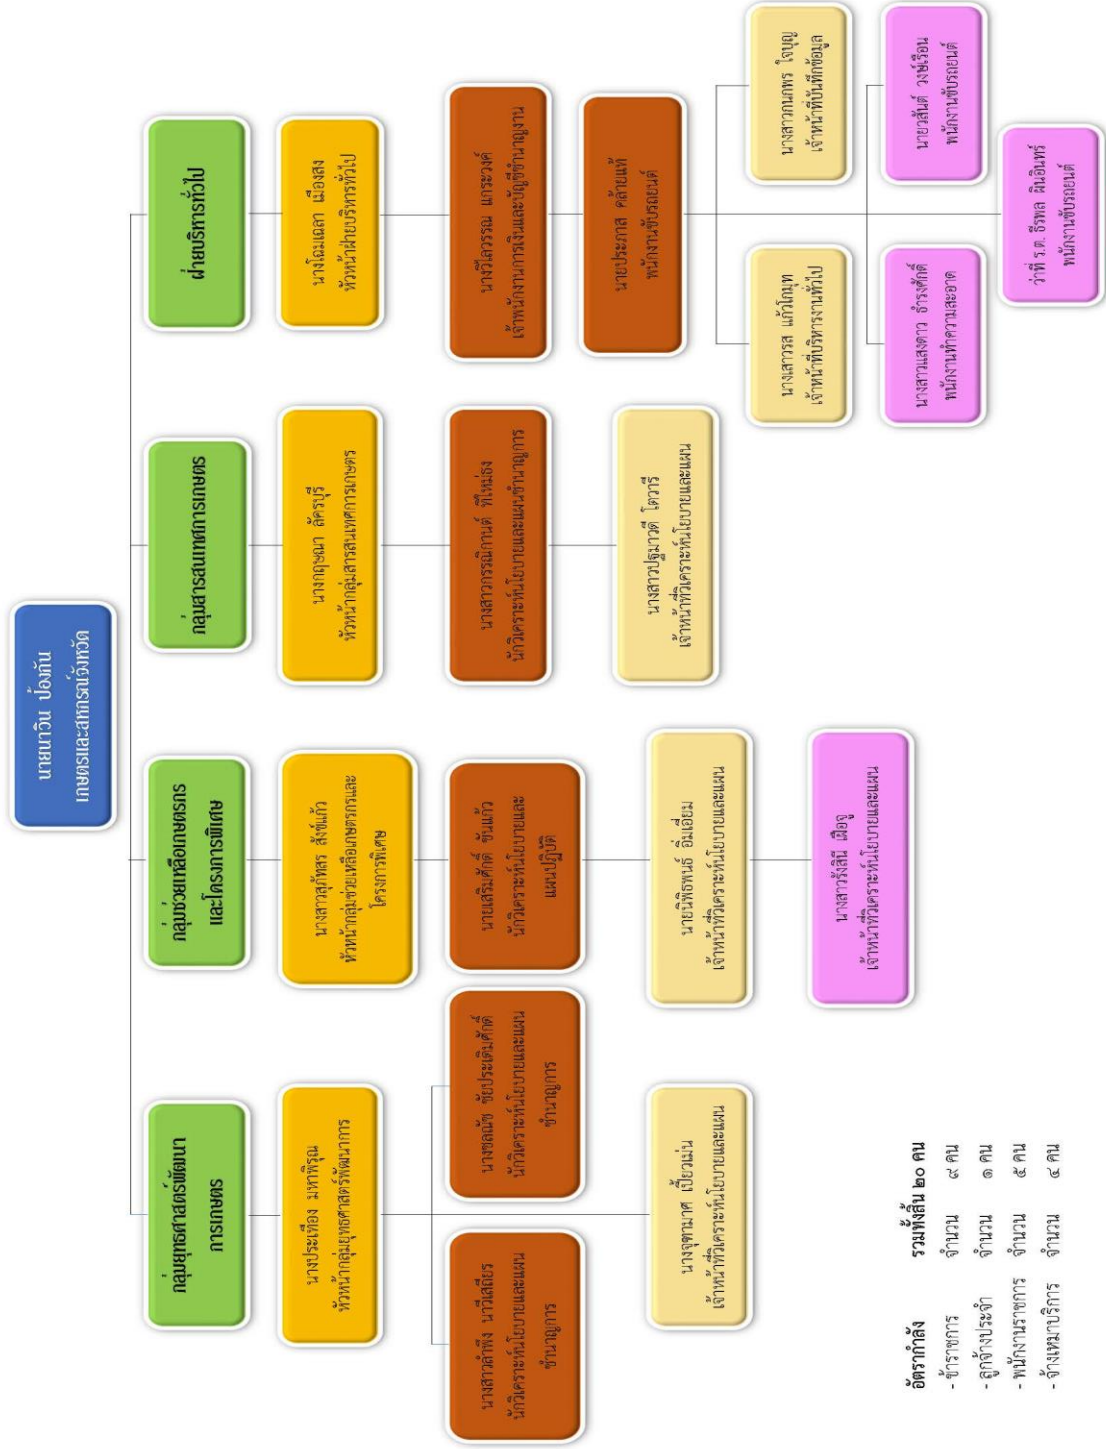 นายนาวิน ป้องกัน
เกษตรและสหกรณ์จังหวัด
กลุ่มยุทธศาสตร์พัฒนา
การเกษตร
นางประเทือง มหาพิรุณ
หัวหน้ากลุ่มยุทธศาสตร์พัฒนาการ
นางสาวลำพึง นาวีเสถียร
นักวิเคราะห์นโยบายและแผน
ชำนาญการ
นางชลณัช ชัยประเดิมศักดิ์
นักวิเคราะห์นโยบายและแผน
ชำนาญการ
นางจุฑามาศ เปียวเม่น
เจ้าหน้าที่วิเคราะห์นโยบายและแผน
กลุ่มช่วยเหลือเกษตรกร
และโครงการพิเศษ
นางสาวสุภัทสร สังข์แก้ว
หัวหน้ากลุ่มช่วยเหลือเกษตรกรและ
โครงการพิเศษ
นายเสริมศักดิ์ ขันแก้ว
นักวิเคราะห์นโยบายและ
แผนปฏิบัติ
นายนิพิธพนธ์ อิ่มเอี่ยม
เจ้าหน้าที่วิเคราะห์นโยบายและแผน
นางสาวรังสินี เผือจู
เจ้าหน้าที่วิเคราะห์นโยบายและแผน
กลุ่มสารสนเทศการเกษตร
นางกฤษณา ลัครบุรี
หัวหน้ากลุ่มสารสนเทศการเกษตร
นางสาวกรรณิกานต์ ที่ใหม่ธง
นักวิเคราะห์นโยบายและแผนชำนาญการ
นางสาวปฐมาวดี โตวารี
เจ้าหน้าที่วิเคราะห์นโยบายและแผน
ฝ่ายบริหารทั่วไป
นางโฉมเฉลา เมืองสง
หัวหน้าฝ่ายบริหารทั่วไป
นางวิไลวรรณ แกระวงค์
เจ้าพนักงานการเงินและบัญชีชำนาญงาน
นายประภาส คล้ายแท้
พนักงานขับรถยนต์
นางเสาวรส แก้วโกมุท
เจ้าหน้าที่บริหารงานทั่วไป
นางสาวกนกพร ใจบุญ
เจ้าหน้าที่บันทึกข้อมูล
นางสาวแสงดาว ธำรงศักดิ์
พนักงานทำความสะอาด
นายวสันต์ วงษ์เรือน
พนักงานขับรถยนต์
ว่าที่ ร.ต. ธีรพล ผินอินทร์
พนักงานขับรถยนต์
อัตรากำลัง รวมทั้งสิ้น ๒๐ คน
- ข้าราชการ จำนวน ๙ คน
- ลูกจ้างประจำ จำนวน ๑ คน
- พนักงานราชการ จำนวน ๕ คน
- จ้างเหมาบริการ จำนวน ๔ คน